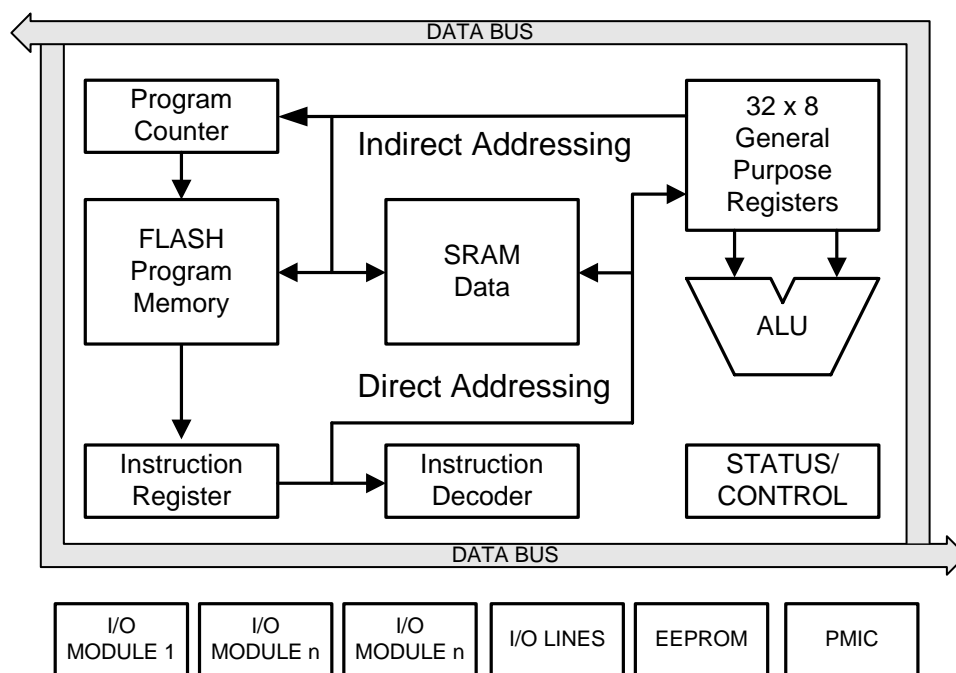 DATA BUS
Program
Counter
32 x 8
General
Purpose
Registers
Indirect Addressing
FLASH
Program
Memory
SRAM
Data
ALU
Direct Addressing
Instruction
Register
Instruction
Decoder
STATUS/
CONTROL
DATA BUS
I/O
MODULE 1
I/O
MODULE n
I/O
MODULE n
I/O LINES
EEPROM
PMIC